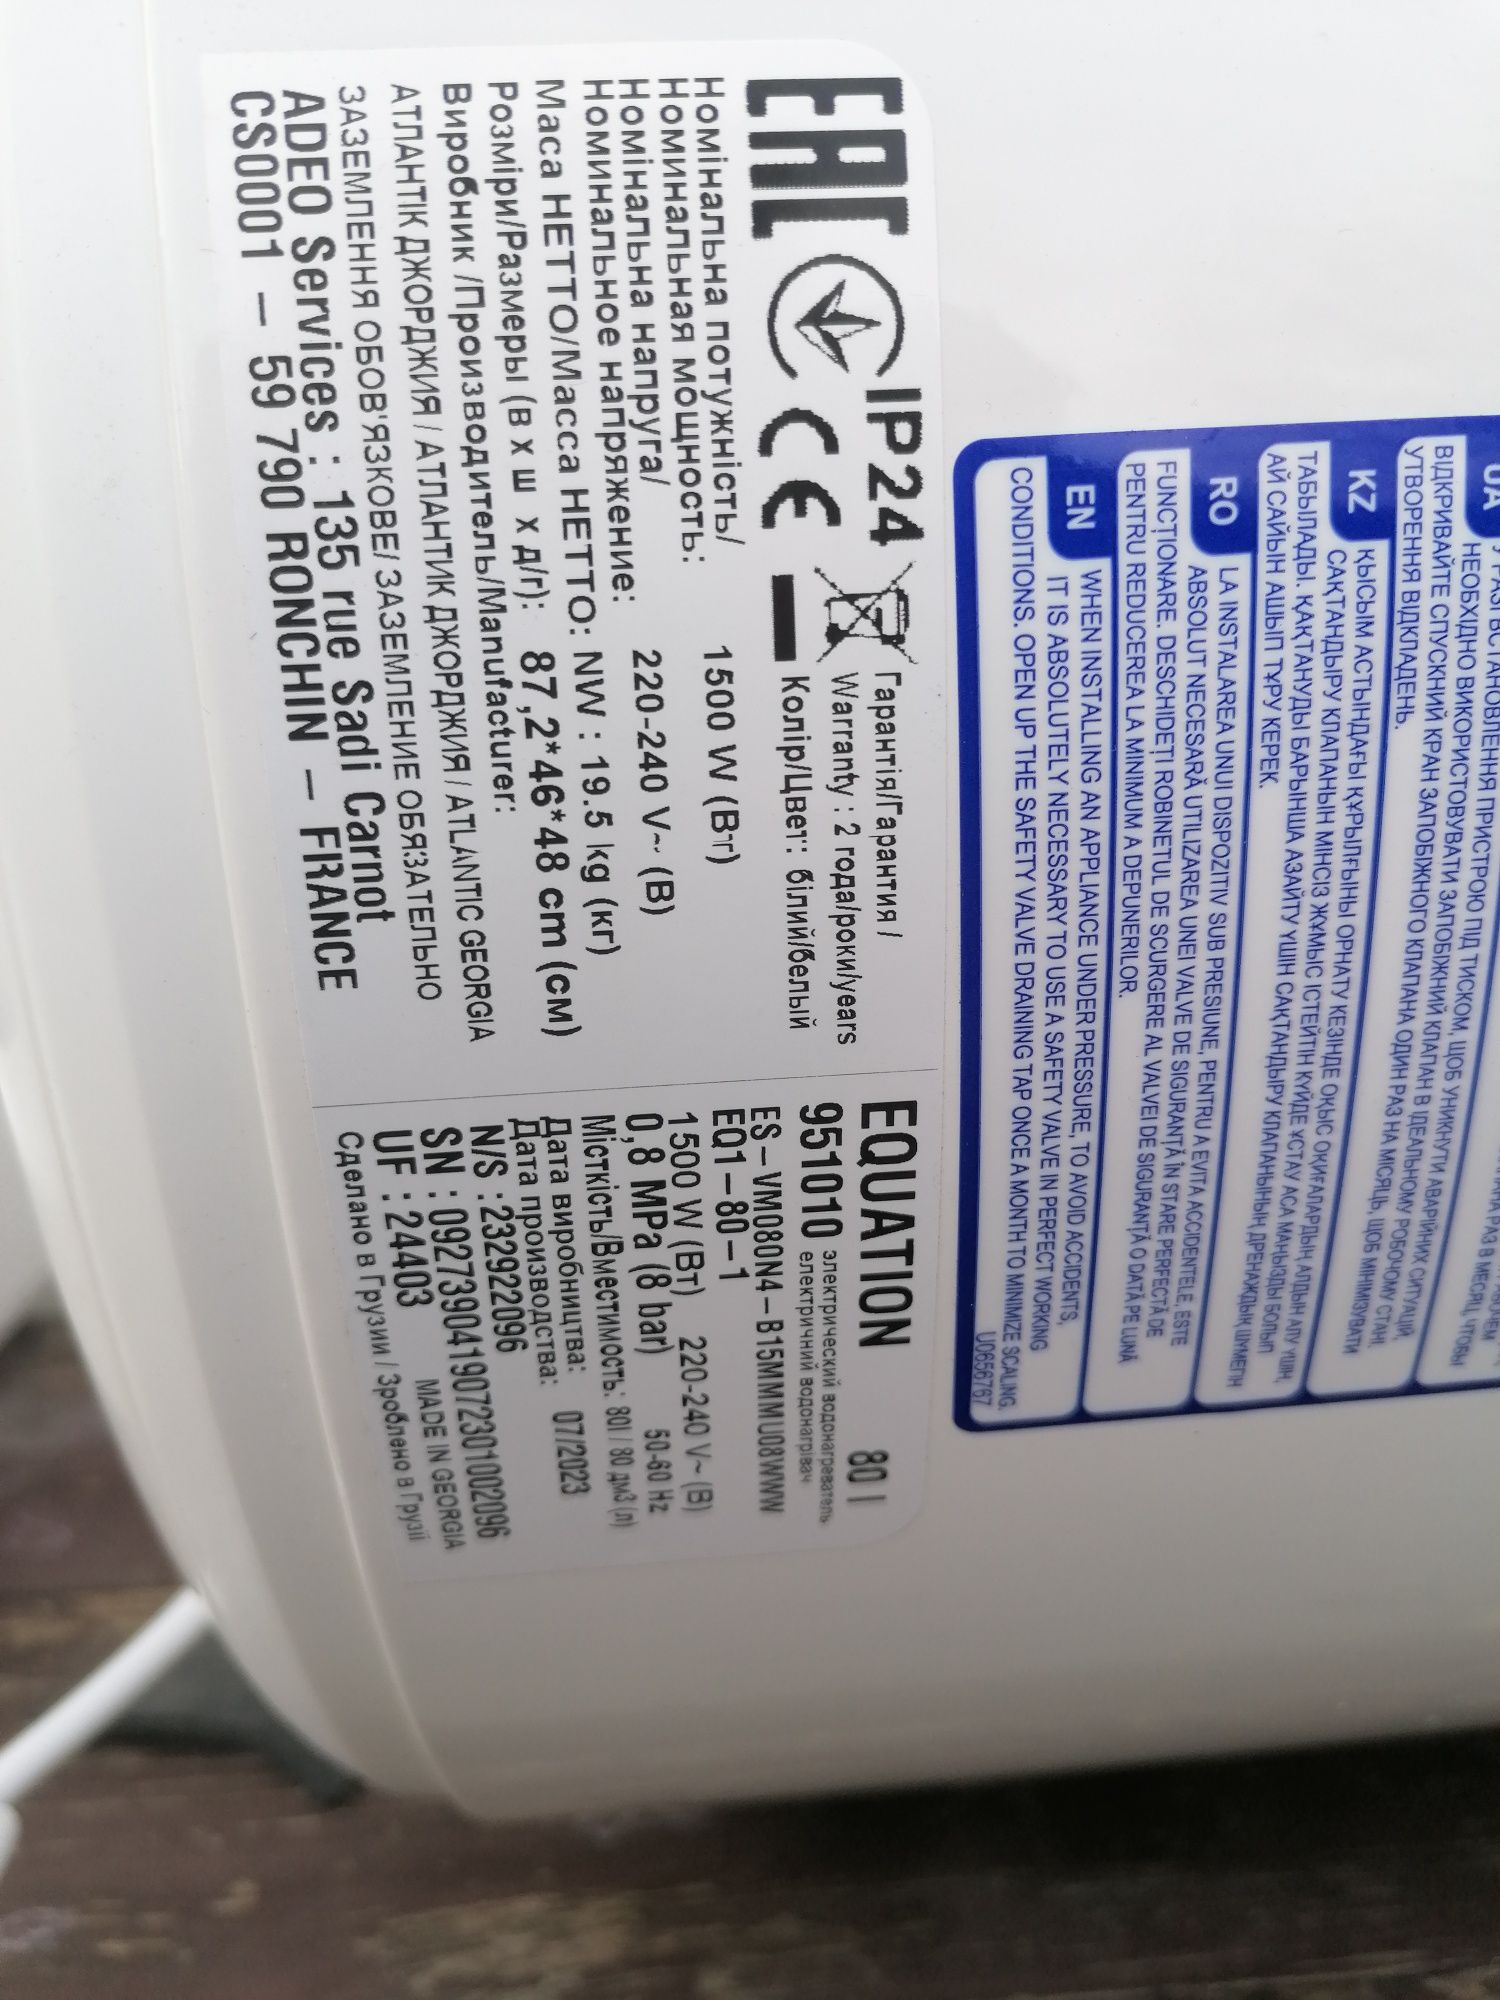 EAC
IP24
CE
Гарантія/Гарантия /
Warranty : 2 года/роки/years
Колір/Цвет: білий/белый
Номінальна потужність/
Номинальная мощность: 1500 W (Вт)
Номінальна напруга/
Номинальное напряжение: 220-240 V~ (В)
Маса НЕТТО/Масса НЕТТО: NW : 19.5 kg (кг)
Розміри/Размеры (в х ш х д/г): 87,2*46*48 cm (см)
Виробник /Производитель/Manufacturer:
АТЛАНТІК ДЖОРДЖИЯ / АТЛАНТИК ДЖОРДЖИЯ / ATLANTIC GEORGIA
ЗАЗЕМЛЕННЯ ОБОВ'ЯЗКОВЕ/ ЗАЗЕМЛЕНИЕ ОБЯЗАТЕЛЬНО
ADEO Services : 135 rue Sadi Carnot
CS0001 – 59 790 RONCHIN – FRANCE
EQUATION 80 l
951010 электрический водонагреватель
електричний водонагрівач
ES-VM080N4-B15MMMU08WWW
EQ1-80-1
1500 W (Вт) 220-240 V~ (В)
0,8 MPa (8 bar) 50-60 Hz
Місткість/Вместимость: 80l / 80 дм3 (л)
Дата виробництва:
Дата производства: 07/2023
N/S : 232922096
SN : 0927390419072301002096
UF : 24403 MADE IN GEORGIA
Сделано в Грузии / Зроблено в Грузії
UA
НЕОБХІДНО ВИКОРИСТОВУВАТИ ЗАПОБІЖНИЙ КЛАПАН В ІДЕАЛЬНОМУ РОБОЧОМУ СТАНІ.
ВІДКРИВАЙТЕ СПУСКНИЙ КРАН ЗАПОБІЖНОГО КЛАПАНА ОДИН РАЗ НА МІСЯЦЬ, ЩОБ МІНІМІЗУВАТИ
УТВОРЕННЯ ВІДКЛАДЕНЬ.
KZ ҚЫСЫМ АСТЫНДАҒЫ ҚҰРЫЛҒЫНЫ ОРНАТУ КЕЗІНДЕ ОҚЫС ОҚИҒАЛАРДЫҢ АЛДЫН АЛУ ҮШІН,
САҚТАНДЫРУ КЛАПАНЫН МІНСІЗ ЖҰМЫС ІСТЕЙТІН КҮЙДЕ ҰСТАУ АСА МАҢЫЗДЫ БОЛЫП
ТАБЫЛАДЫ. ҚАҚТАНУДЫ БАРЫНША АЗАЙТУ ҮШІН САҚТАНДЫРУ КЛАПАНЫНЫҢ ДРЕНАЖДЫҚ ШҮМЕГІН
АЙ САЙЫН АШЫП ТҰРУ КЕРЕК.
RO LA INSTALAREA UNUI DISPOZITIV SUB PRESIUNE, PENTRU A EVITA ACCIDENTELE, ESTE
ABSOLUT NECESARĂ UTILIZAREA UNEI VALVE DE SIGURANȚĂ ÎN STARE PERFECTĂ DE
FUNCȚIONARE. DESCHIDEȚI ROBINETUL DE SCURGERE AL VALVEI DE SIGURANȚĂ O DATĂ PE LUNĂ
PENTRU REDUCEREA LA MINIMUM A DEPUNERILOR.
EN WHEN INSTALLING AN APPLIANCE UNDER PRESSURE, TO AVOID ACCIDENTS,
IT IS ABSOLUTELY NECESSARY TO USE A SAFETY VALVE IN PERFECT WORKING
CONDITIONS. OPEN UP THE SAFETY VALVE DRAINING TAP ONCE A MONTH TO MINIMIZE SCALING.
U0656767